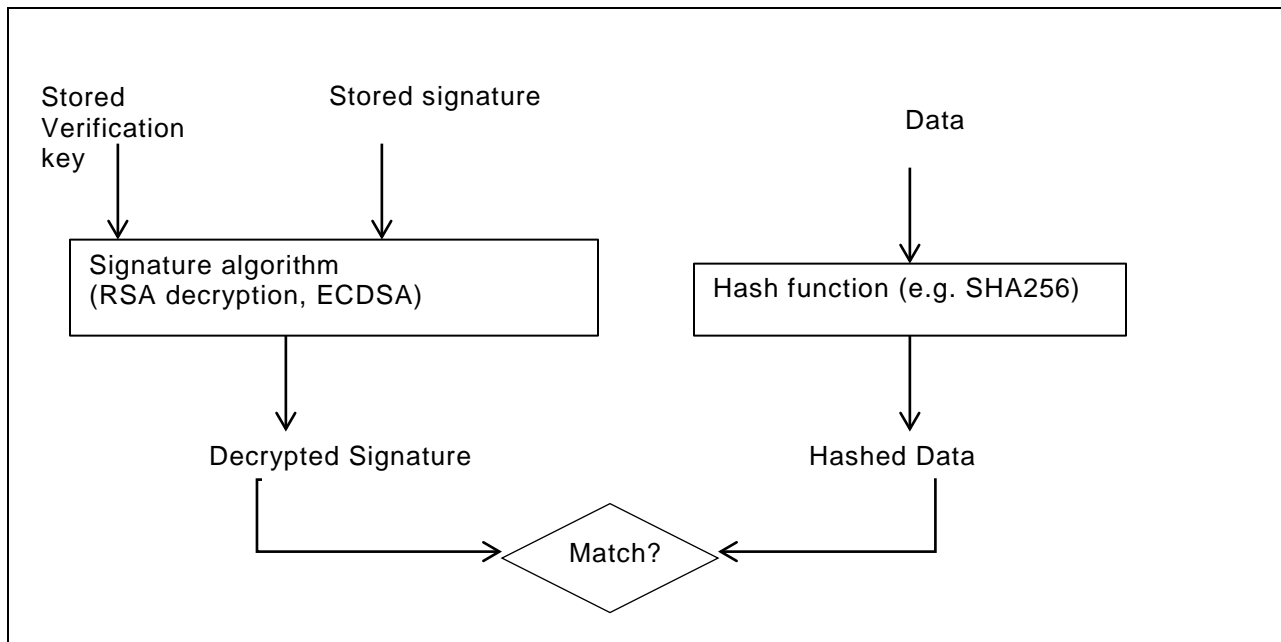 Stored
Verification
key
Stored signature
Data
Signature algorithm
(RSA decryption, ECDSA)
Hash function (e.g. SHA256)
Decrypted Signature
Hashed Data
Match?